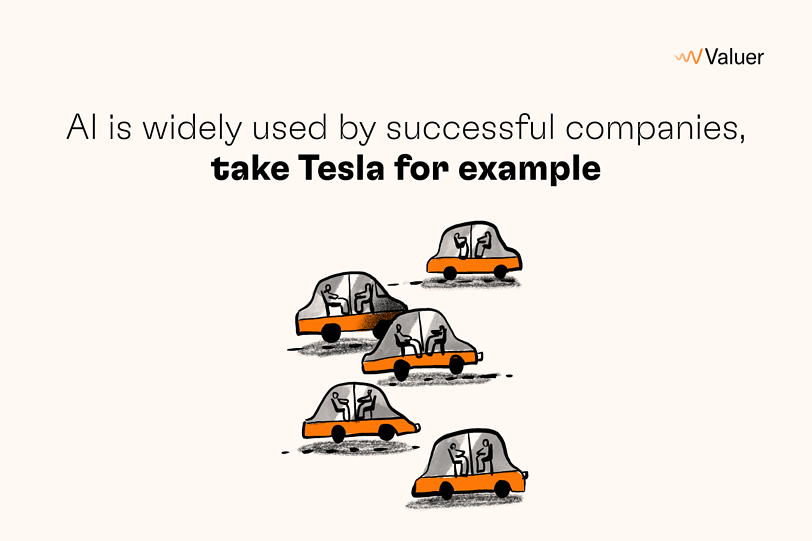 Valuer
AI is widely used by successful companies,
take Tesla for example